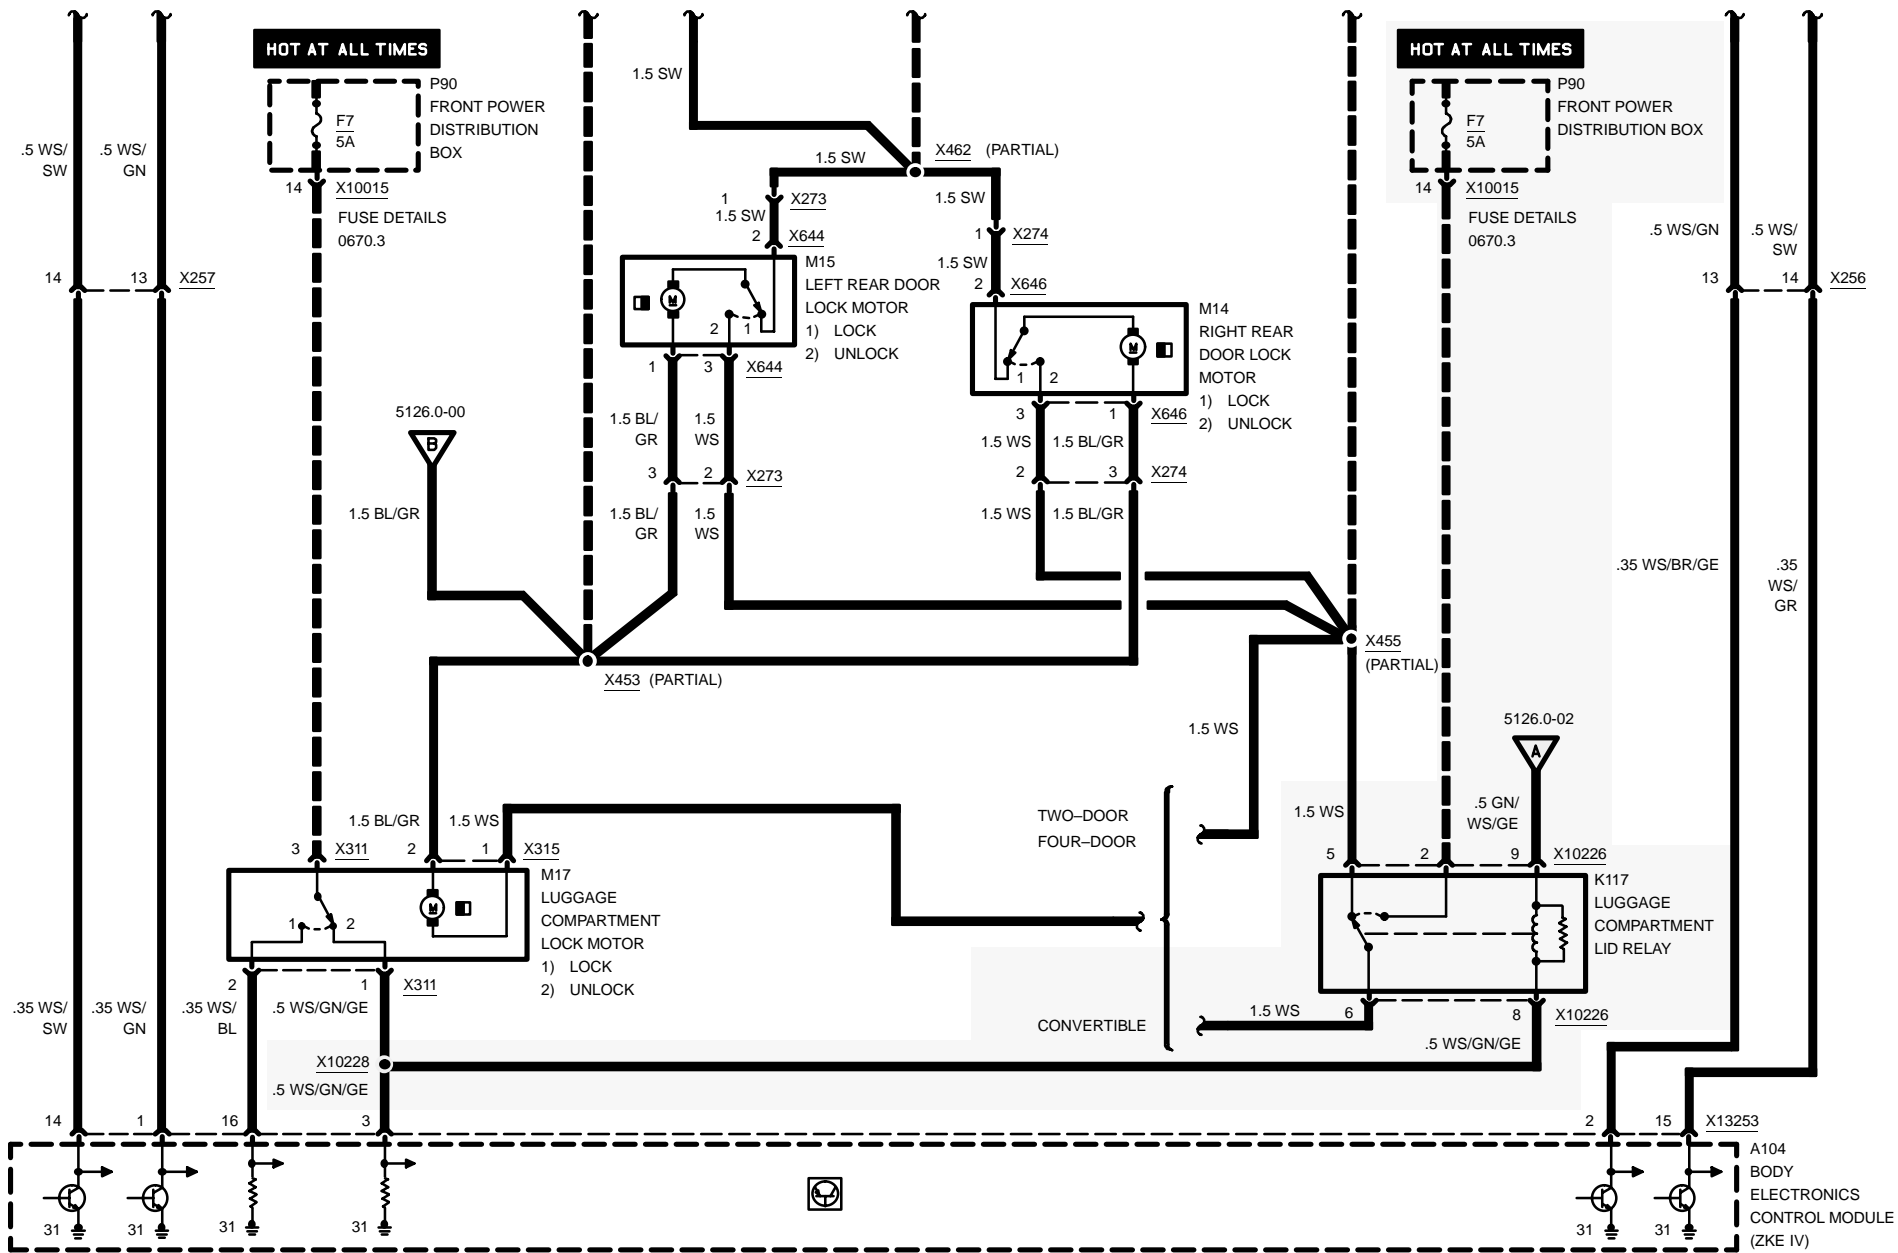 HOT AT ALL TIMES
P90
FRONT POWER
DISTRIBUTION
BOX
F7
5A
14
X10015
FUSE DETAILS
0670.3
.5 WS/
SW
.5 WS/
GN
14
13
X257
1.5 SW
1.5 SW
X462 (PARTIAL)
1
X273
1.5 SW
2
X644
M15
LEFT REAR DOOR
LOCK MOTOR
1) LOCK
2) UNLOCK
M
2
1
1
3
X644
1.5 BL/
GR
1.5
WS
3
2
X273
1.5 BL/
GR
1.5
WS
1.5 SW
1
X274
1.5 SW
2
X646
M14
RIGHT REAR
DOOR LOCK
MOTOR
1) LOCK
2) UNLOCK
M
1
2
3
1
X646
1.5 WS
1.5 BL/GR
2
3
X274
1.5 WS
1.5 BL/GR
HOT AT ALL TIMES
P90
FRONT POWER
DISTRIBUTION BOX
F7
5A
14
X10015
FUSE DETAILS
0670.3
.5 WS/GN
.5 WS/
SW
13
14
X256
.35 WS/BR/GE
.35
WS/
GR
5126.0-00
B
1.5 BL/GR
X453 (PARTIAL)
X455
(PARTIAL)
1.5 WS
5126.0-02
A
1.5 WS
.5 GN/
WS/GE
TWO–DOOR
FOUR–DOOR
CONVERTIBLE
1.5 BL/GR
1.5 WS
3
X311
2
1
X315
M17
LUGGAGE
COMPARTMENT
LOCK MOTOR
1) LOCK
2) UNLOCK
M
1
2
2
1
X311
5
2
9
X10226
K117
LUGGAGE
COMPARTMENT
LID RELAY
1.5 WS
6
8
X10226
.5 WS/GN/GE
.35 WS/
SW
.35 WS/
GN
.35 WS/
BL
.5 WS/GN/GE
X10228
.5 WS/GN/GE
14
1
16
3
2
15
X13253
A104
BODY
ELECTRONICS
CONTROL MODULE
(ZKE IV)
31
31
31
31
31
31